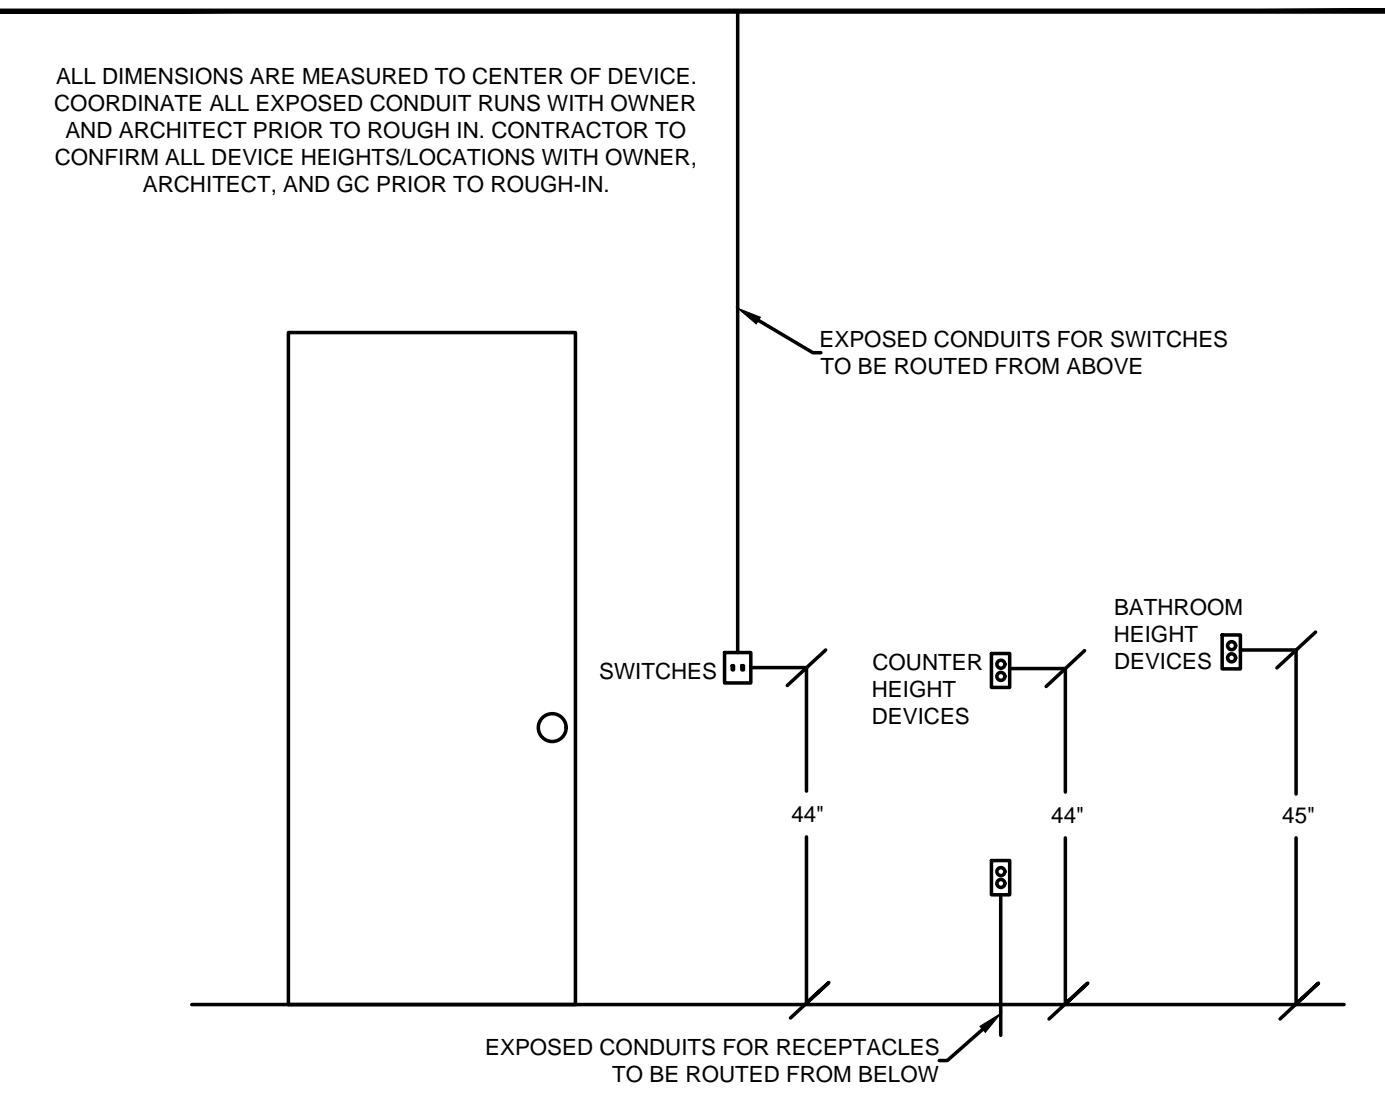 ALL DIMENSIONS ARE MEASURED TO CENTER OF DEVICE.
COORDINATE ALL EXPOSED CONDUIT RUNS WITH OWNER
AND ARCHITECT PRIOR TO ROUGH IN. CONTRACTOR TO
CONFIRM ALL DEVICE HEIGHTS/LOCATIONS WITH OWNER,
ARCHITECT, AND GC PRIOR TO ROUGH-IN.
EXPOSED CONDUITS FOR SWITCHES
TO BE ROUTED FROM ABOVE
SWITCHES
COUNTER
HEIGHT
DEVICES
BATHROOM
HEIGHT
DEVICES
44"
44"
45"
EXPOSED CONDUITS FOR RECEPTACLES
TO BE ROUTED FROM BELOW